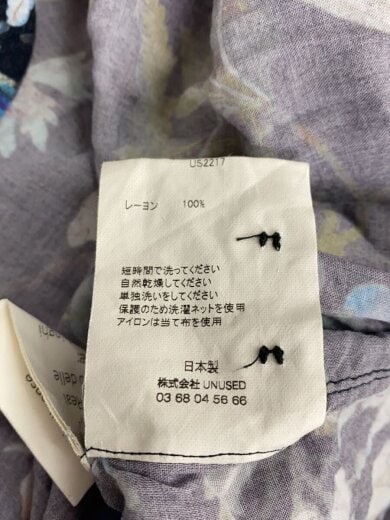 US2217
レーヨン 100%
短時間で洗ってください
自然乾燥してください
単独洗いをしてください
保護のため洗濯ネットを使用
アイロンは当て布を使用
日本製
株式会社 UNUSED
03 68 04 56 66
Real
delle